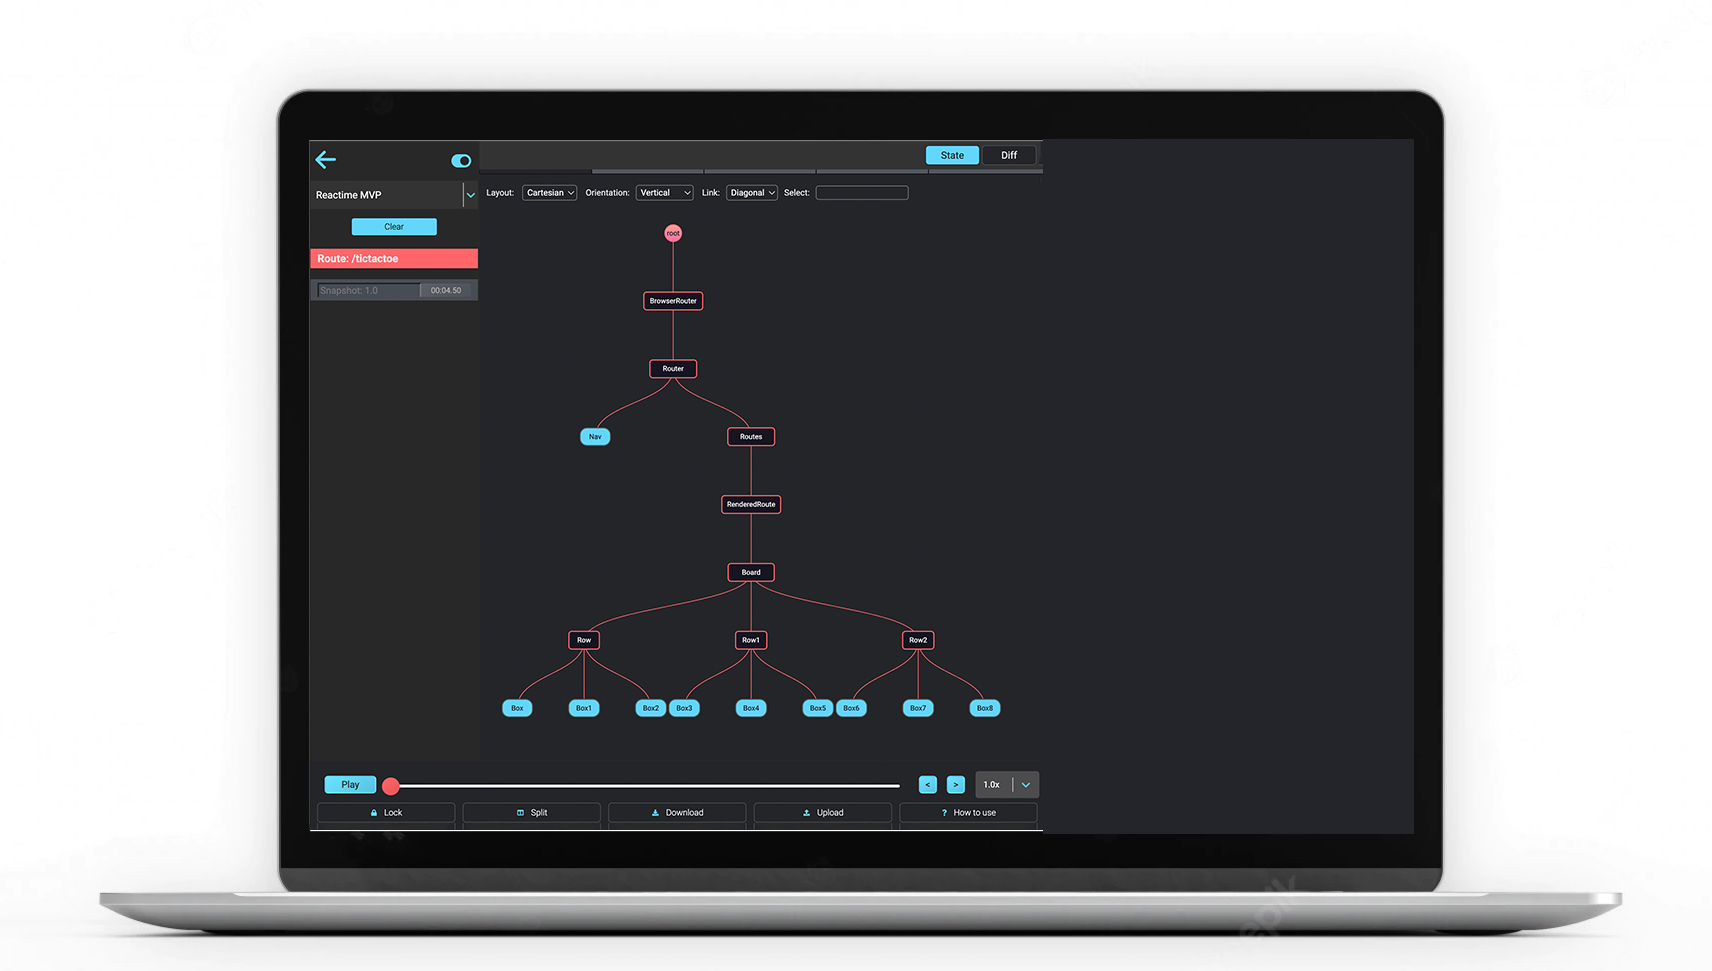 State Diff
Reactime MVP
Layout: Cartesian Orientation: Vertical Link: Diagonal Select:
Clear
root
Route: /tictactoe
Snapshot: 1.0 00:04.50
BrowserRouter
Router
Nav Routes
RenderedRoute
Board
Row Row1 Row2
Box Box1 Box2 Box3 Box4 Box5 Box6 Box7 Box8
Play < > 1.0x
Lock Split Download Upload ? How to use